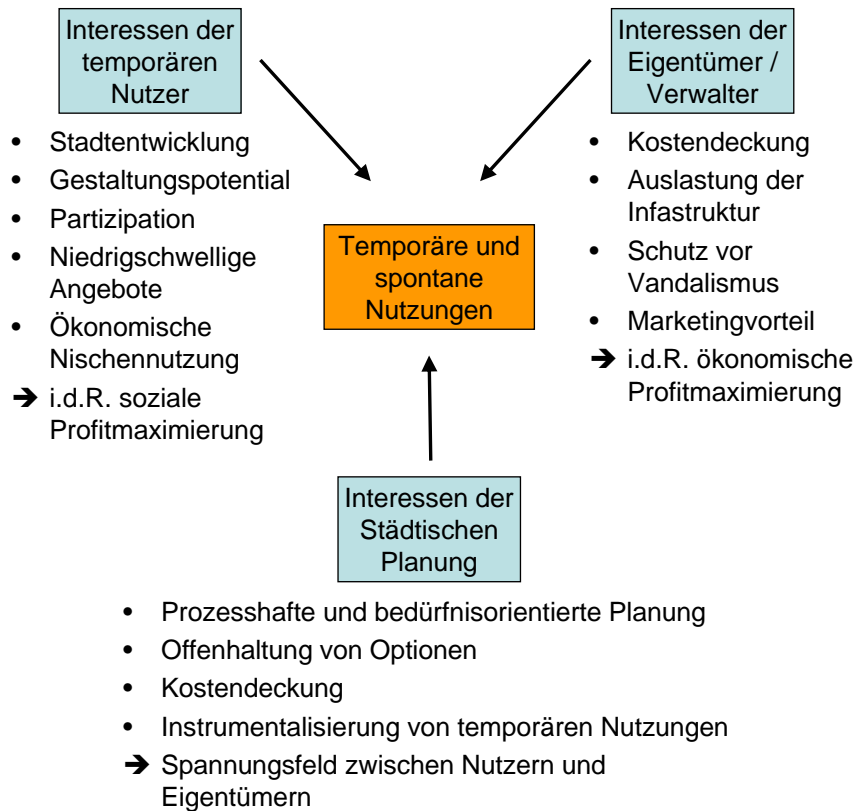 Interessen der
temporären
Nutzer
• Stadtentwicklung
• Gestaltungspotential
• Partizipation
• Niedrigschwellige
Angebote
• Ökonomische
Nischennutzung
➔ i.d.R. soziale
Profitmaximierung
Interessen der
Eigentümer /
Verwalter
• Kostendeckung
• Auslastung der
Infastruktur
• Schutz vor
Vandalismus
• Marketingvorteil
➔ i.d.R. ökonomische
Profitmaximierung
Temporäre und
spontane
Nutzungen
Interessen der
Städtischen
Planung
• Prozesshafte und bedürfnisorientierte Planung
• Offenhaltung von Optionen
• Kostendeckung
• Instrumentalisierung von temporären Nutzungen
➔ Spannungsfeld zwischen Nutzern und
Eigentümern